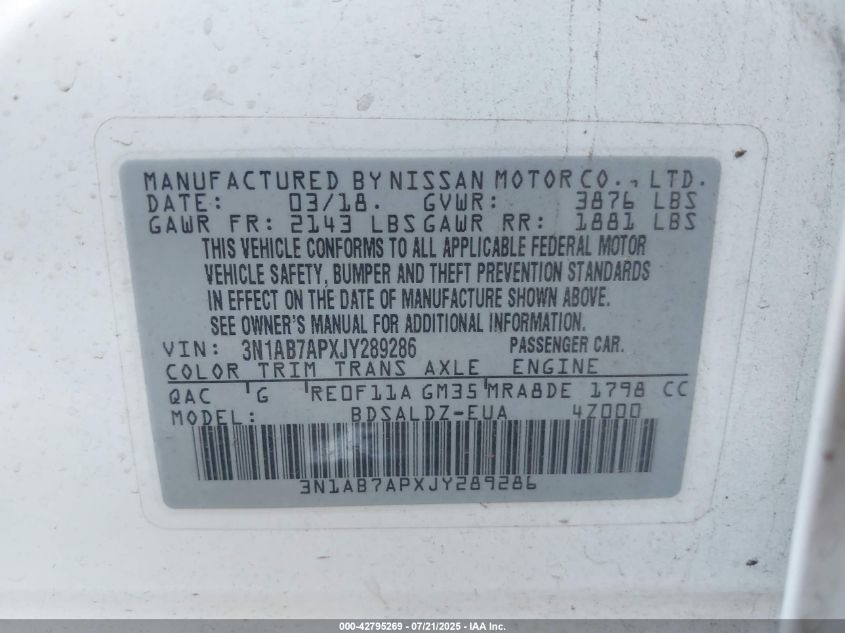 MANUFACTURED BY NISSAN MOTOR CO., LTD.
DATE: 03/18. GVWR: 3876 LBS
GAWR FR: 2143 LBS GAWR RR: 1881 LBS
THIS VEHICLE CONFORMS TO ALL APPLICABLE FEDERAL MOTOR
VEHICLE SAFETY, BUMPER AND THEFT PREVENTION STANDARDS
IN EFFECT ON THE DATE OF MANUFACTURE SHOWN ABOVE.
SEE OWNER'S MANUAL FOR ADDITIONAL INFORMATION.
VIN: 3N1AB7APXJY289286 PASSENGER CAR.
COLOR TRIM TRANS AXLE ENGINE
QAC G RE0F11A GM35 MRA8DE 1798 CC
MODEL: BDSALDZ-EUA 4Z000
3N1AB7APXJY289286
000-42795269 - 07/21/2025 - IAA Inc.